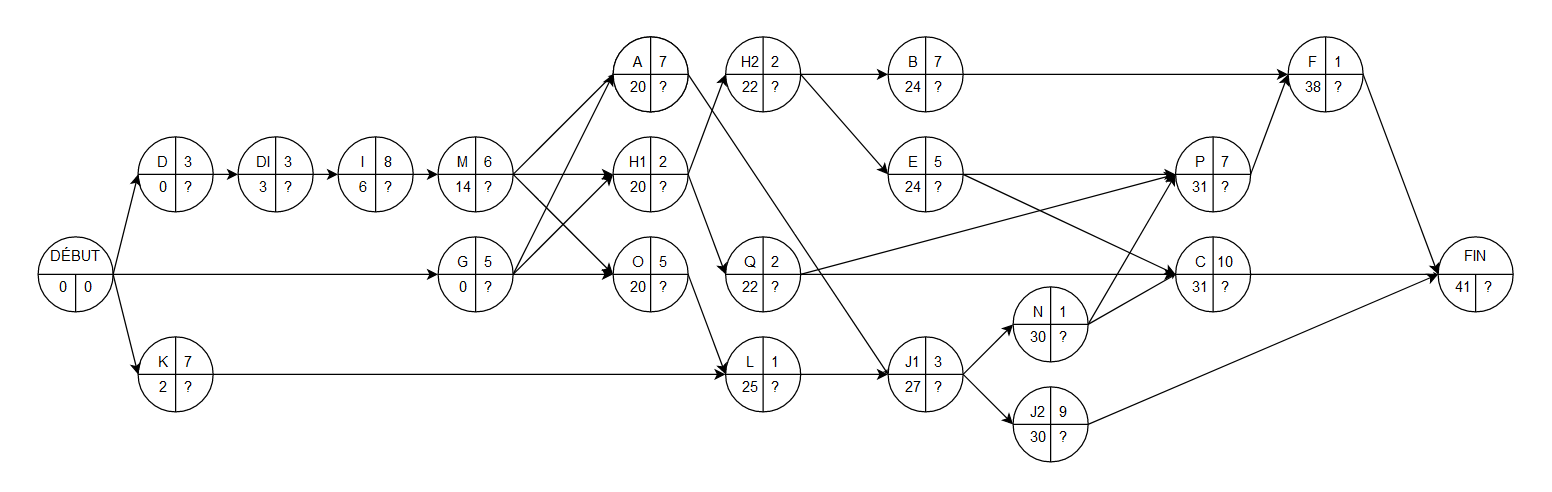 A 7
20 ?
H2 2
22 ?
B 7
24 ?
F 1
38 ?
D 3
0 ?
DI 3
3 ?
I 8
6 ?
M 6
14 ?
H1 2
20 ?
E 5
24 ?
P 7
31 ?
DÉBUT
0 0
G 5
0 ?
O 5
20 ?
Q 2
22 ?
C 10
31 ?
FIN
41 ?
N 1
30 ?
K 7
2 ?
L 1
25 ?
J1 3
27 ?
J2 9
30 ?